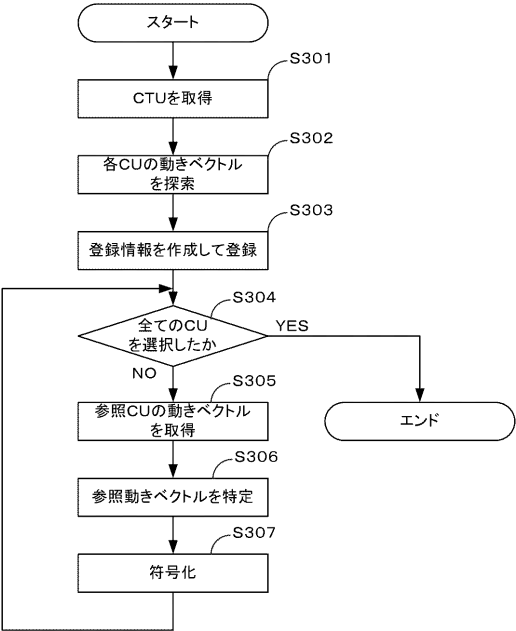 スタート
S301
CTUを取得
S302
各CUの動きベクトル
を探索
S303
登録情報を作成して登録
S304
全てのCU
を選択したか
YES
NO
エンド
S305
参照CUの動きベクトル
を取得
S306
参照動きベクトルを特定
S307
符号化